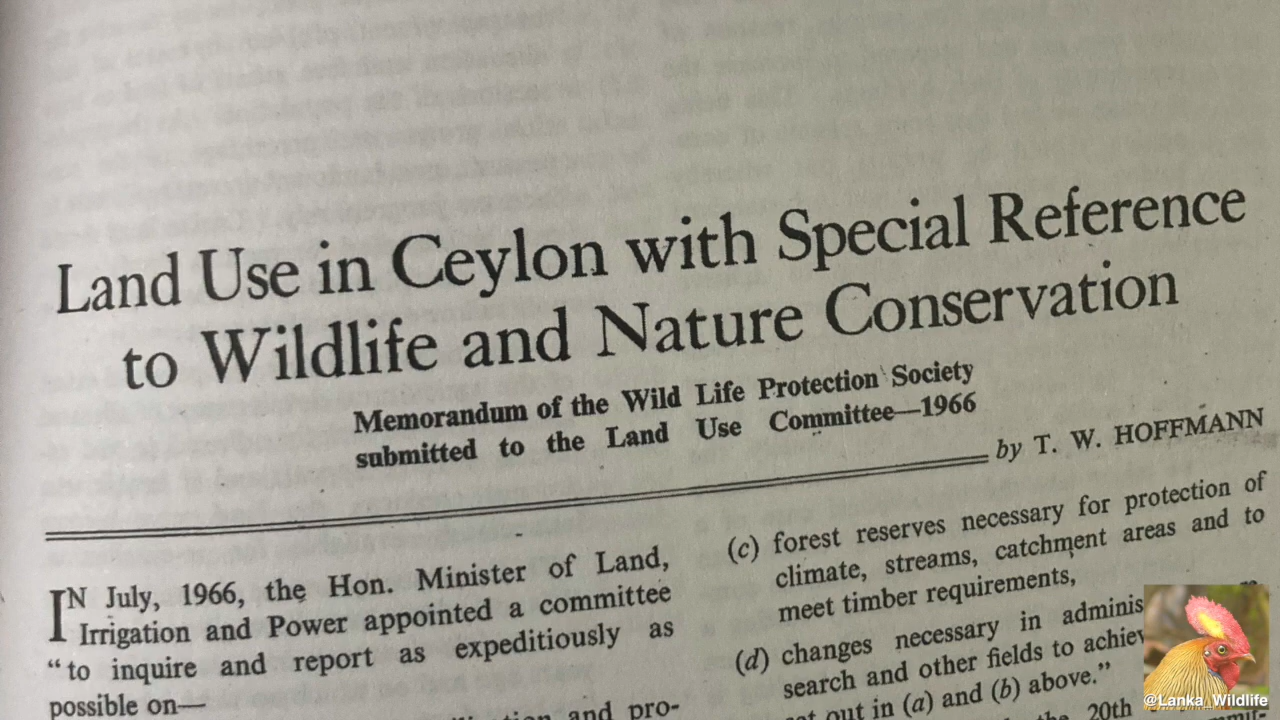 Land Use in Ceylon with Special Reference
to Wildlife and Nature Conservation
Memorandum of the Wild Life Protection Society
submitted to the Land Use Committee—1966
by T. W. HOFFMANN
IN July, 1966, the Hon. Minister of Land,
Irrigation and Power appointed a committee
“to inquire and report as expeditiously as
possible on—
and pro-
(c) forest reserves necessary for protection of
climate, streams, catchment areas and to
meet timber requirements,
(d) changes necessary in adminis
search and other fields to achiev
out in (a) and (b) above.”
the 20th
@Lanka_Wildlife